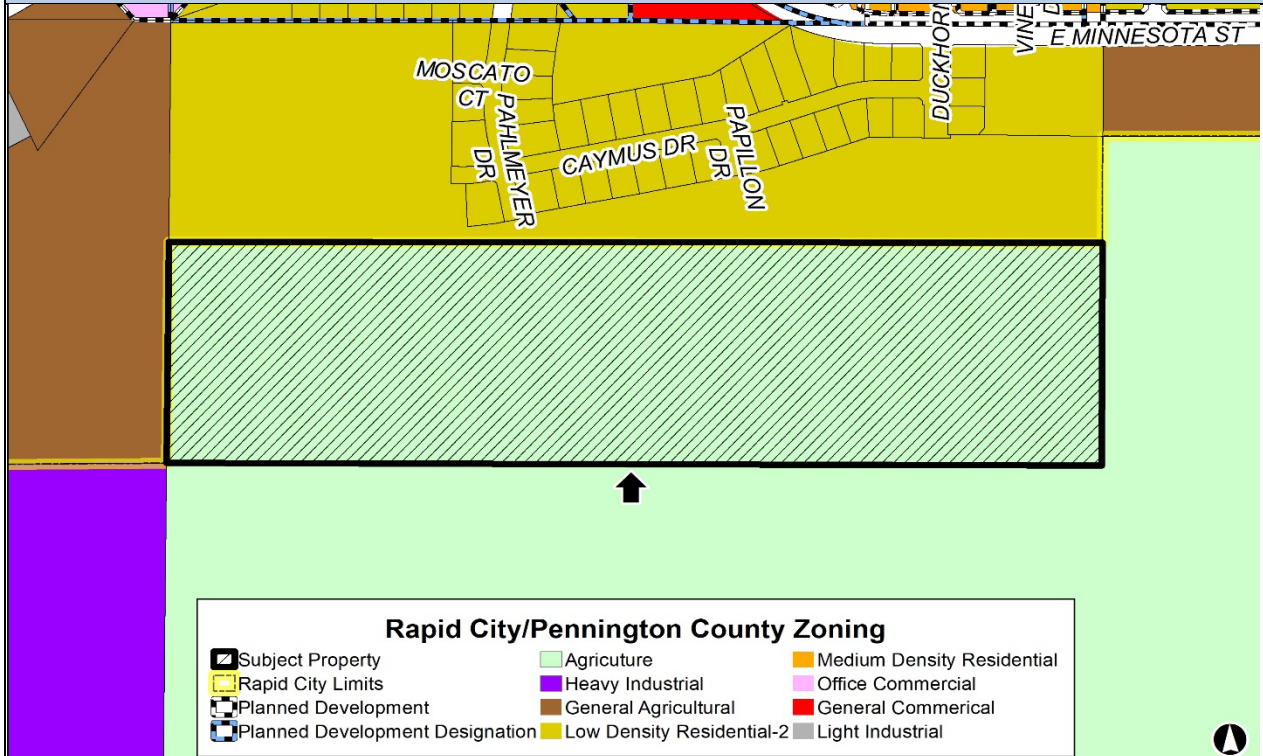 E MINNESOTA ST
DUCKHORI
VINE
D
MOSCATO
CT
PAHLMEYER
DR
CAYMUS DR
PAPILLON
DR
Rapid City/Pennington County Zoning
Subject Property
Rapid City Limits
Planned Development
Planned Development Designation
Agricuture
Heavy Industrial
General Agricultural
Low Density Residential-2
Medium Density Residential
Office Commercial
General Commerical
Light Industrial